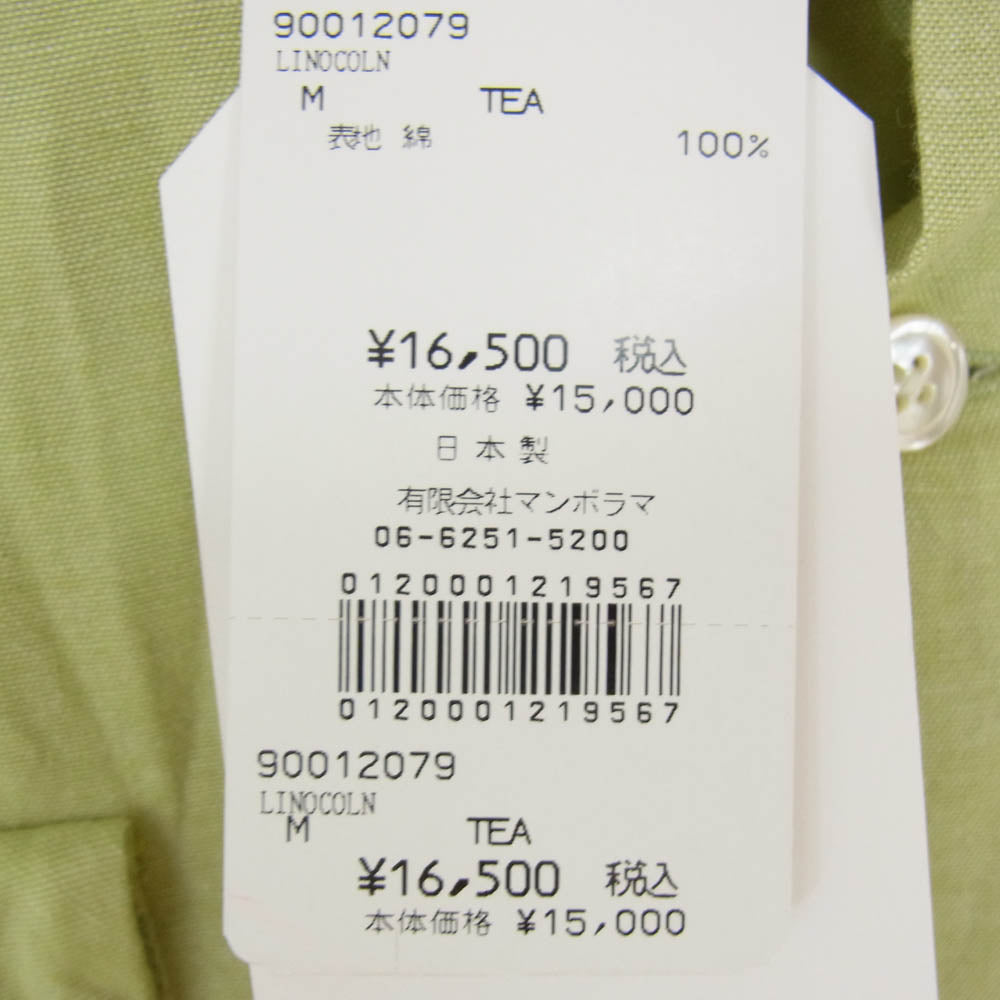 90012079
LINOCOLN
M TEA
表地 綿 100%
¥16,500 税込
本体価格 ¥15,000
日本製
有限会社マンボラマ
06-6251-5200
0120001219567
0120001219567
90012079
LINOCOLN
M TEA
¥16,500 税込
本体価格 ¥15,000